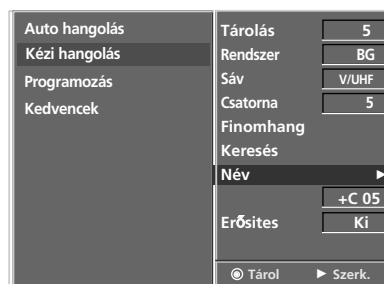 Auto hangolás
Kézi hangolás
Programozás
Kedvencek
Tárolás 5
Rendszer BG
Sáv V/UHF
Csatorna 5
Finomhang
Keresés
Név ►
+C 05
Erősites Ki
◉ Tárol ► Szerk.